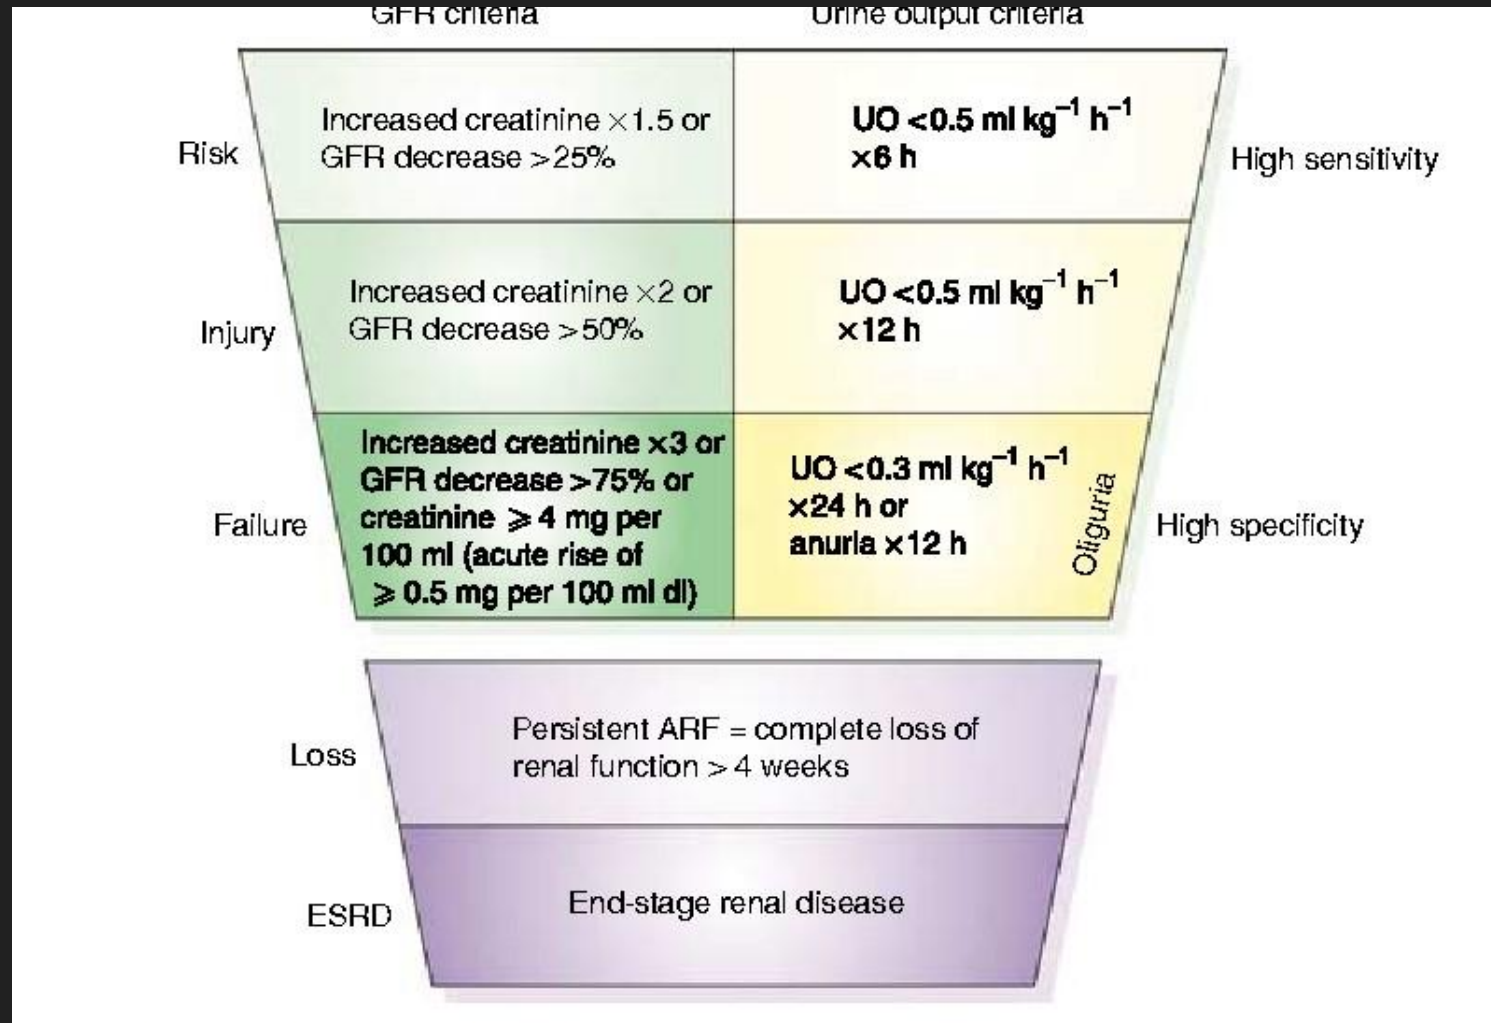 GFR criteria
Urine output criteria
Risk
Increased creatinine ×1.5 or
GFR decrease >25%
UO <0.5 ml kg⁻¹ h⁻¹
×6 h
High sensitivity
Injury
Increased creatinine ×2 or
GFR decrease >50%
UO <0.5 ml kg⁻¹ h⁻¹
×12 h
Failure
Increased creatinine ×3 or
GFR decrease >75% or
creatinine ⩾ 4 mg per
100 ml (acute rise of
⩾ 0.5 mg per 100 ml dl)
UO <0.3 ml kg⁻¹ h⁻¹
×24 h or
anuria ×12 h
Oliguria
High specificity
Loss
Persistent ARF = complete loss of
renal function > 4 weeks
ESRD
End-stage renal disease